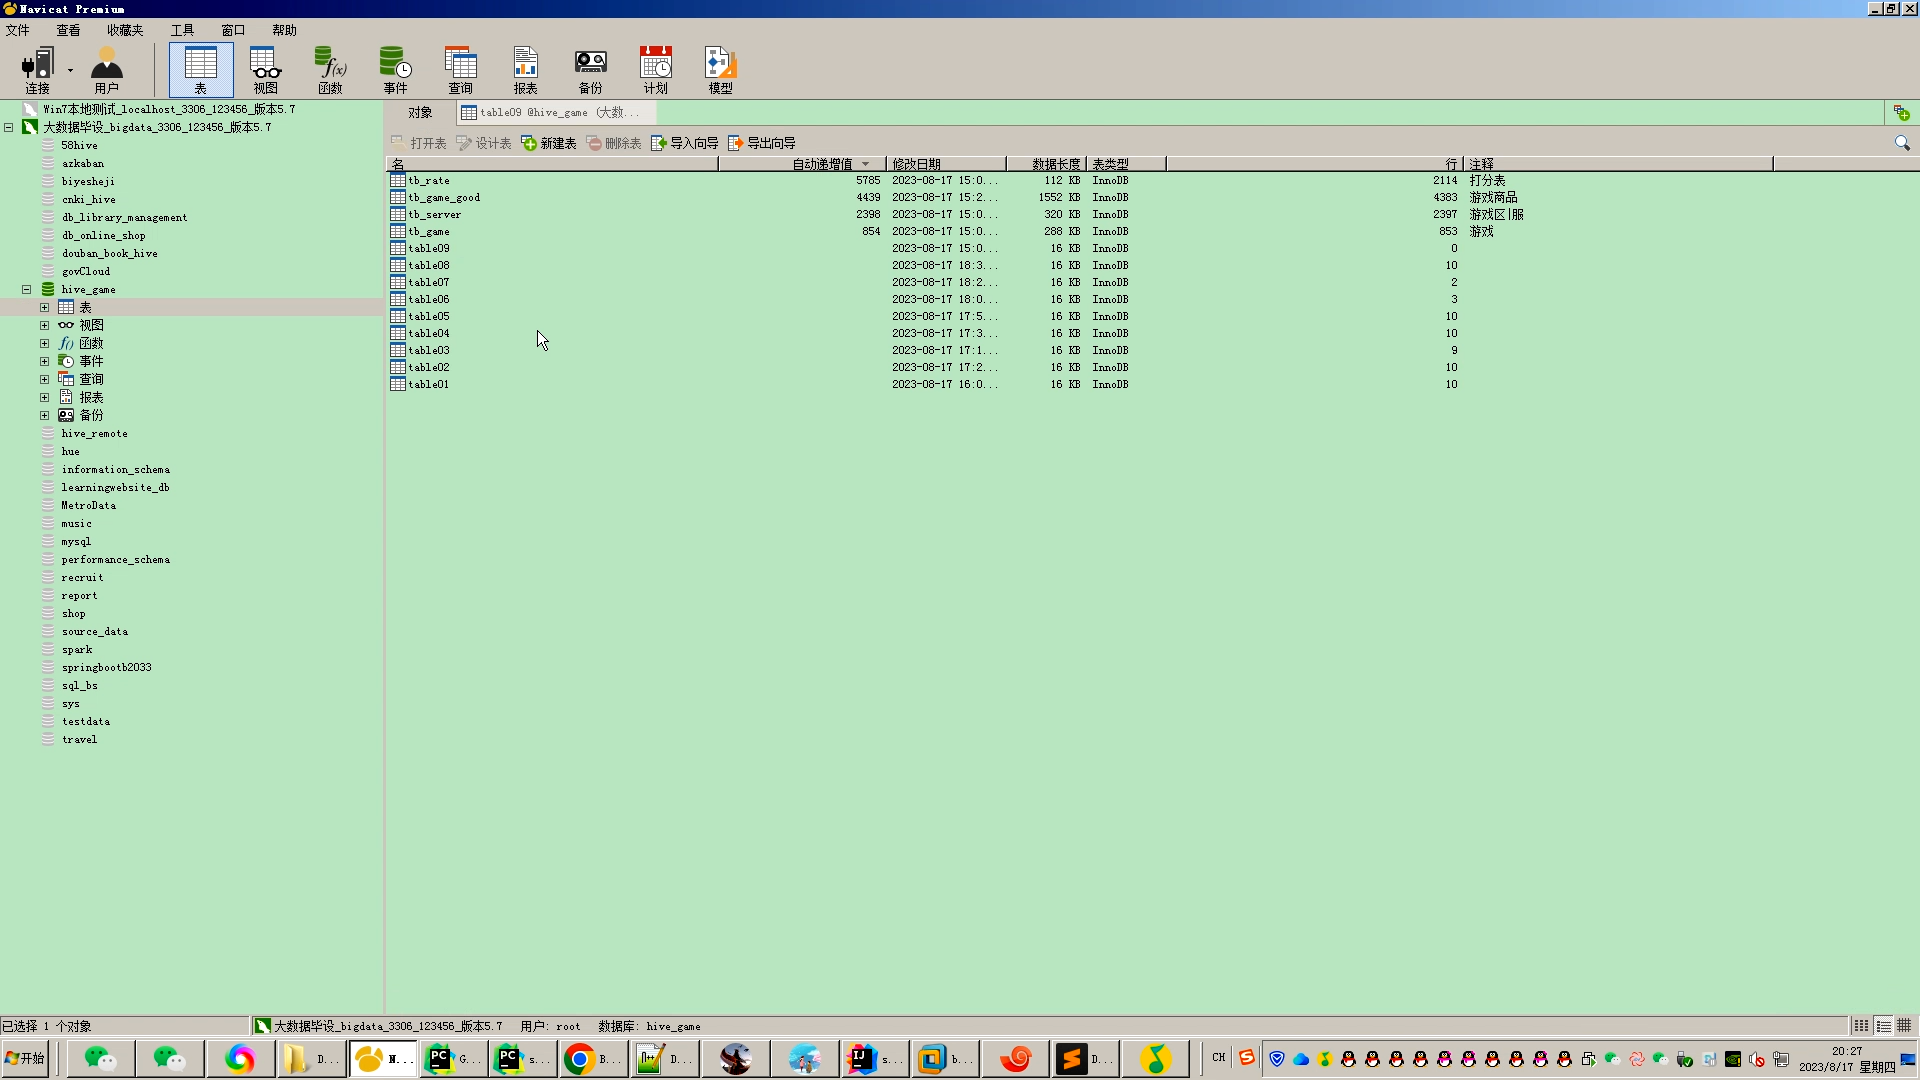 Navicat Premium
文件 查看 收藏夹 工具 窗口 帮助
连接 用户 表 视图 函数 事件 查询 报表 备份 计划 模型
Win7本地测试_localhost_3306_123456_版本5.7
大数据毕设_bigdata_3306_123456_版本5.7
58hive
azkaban
biyesheji
cnki_hive
db_library_management
db_online_shop
douban_book_hive
govCloud
hive_game
表
视图
函数
事件
查询
报表
备份
hive_remote
hue
information_schema
learningwebsite_db
MetroData
music
mysql
performance_schema
recruit
report
shop
source_data
spark
springbootb2033
sql_bs
sys
testdata
travel
对象 table09 @hive_game (大数...
打开表 设计表 新建表 删除表 导入向导 导出向导
名 自动递增值 修改日期 数据长度 表类型 行 注释
tb_rate 5785 2023-08-17 15:0... 112 KB InnoDB 2114 打分表
tb_game_good 4439 2023-08-17 15:2... 1552 KB InnoDB 4383 游戏商品
tb_server 2398 2023-08-17 15:0... 320 KB InnoDB 2397 游戏区|服
tb_game 854 2023-08-17 15:0... 288 KB InnoDB 853 游戏
table09 2023-08-17 15:0... 16 KB InnoDB 0
table08 2023-08-17 18:3... 16 KB InnoDB 10
table07 2023-08-17 18:2... 16 KB InnoDB 2
table06 2023-08-17 18:0... 16 KB InnoDB 3
table05 2023-08-17 17:5... 16 KB InnoDB 10
table04 2023-08-17 17:3... 16 KB InnoDB 10
table03 2023-08-17 17:1... 16 KB InnoDB 9
table02 2023-08-17 17:2... 16 KB InnoDB 10
table01 2023-08-17 16:0... 16 KB InnoDB 10
已选择 1 个对象 大数据毕设_bigdata_3306_123456_版本5.7 用户: root 数据库: hive_game
开始 D... N... PC G... PC s... B... D... IJ s... b... D... CH 20:27
2023/8/17 星期四